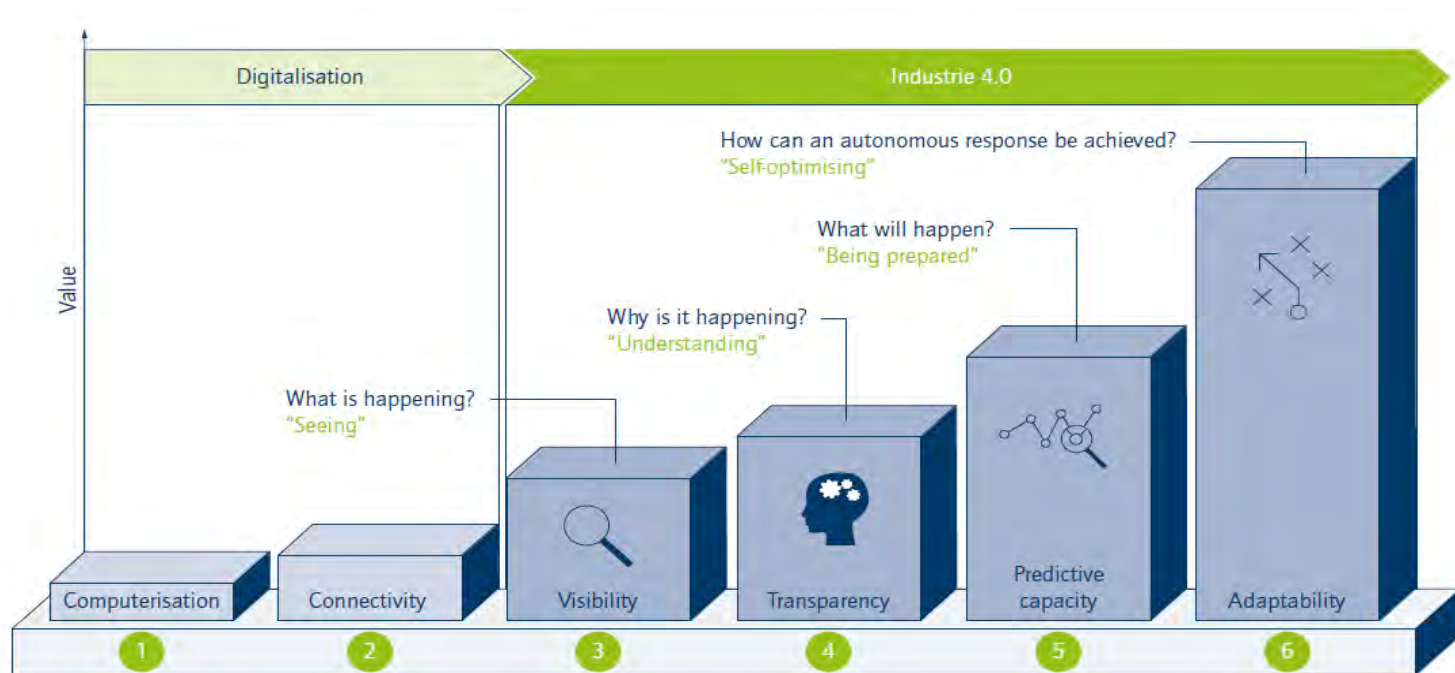 Digitalisation
Industrie 4.0
Value
How can an autonomous response be achieved?
"Self-optimising"
What will happen?
"Being prepared"
Why is it happening?
"Understanding"
What is happening?
"Seeing"
Computerisation
Connectivity
Visibility
Transparency
Predictive
capacity
Adaptability
1
2
3
4
5
6